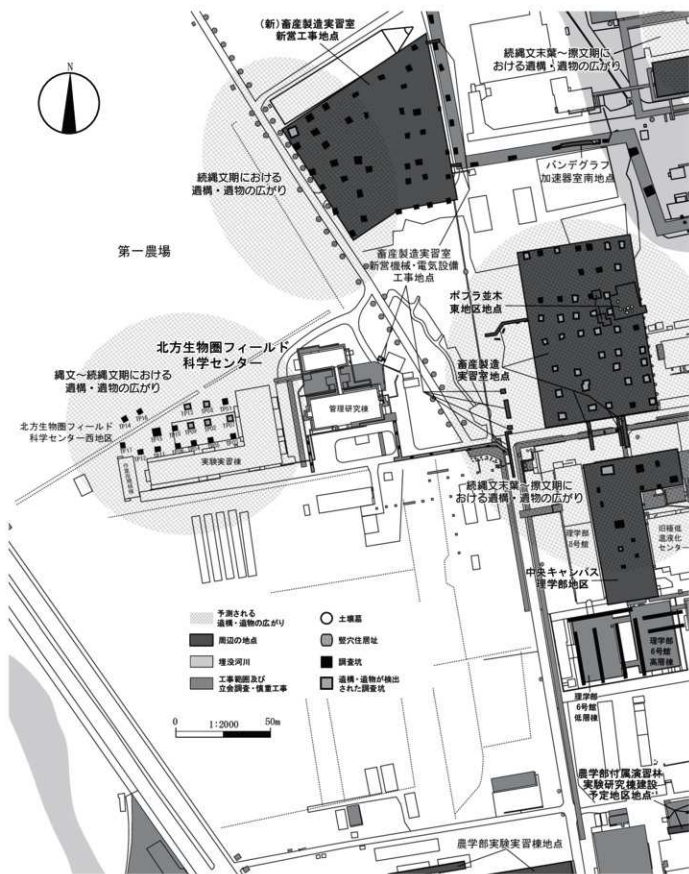 (新)畜産製造実習室
新営工事地点
続縄文末葉～擦文期に
おける遺構・遺物の広がり
N
続縄文期における
遺構・遺物の広がり
バンデグラフ
加速器室南地点
第一農場
畜産製造実習室
新営機械・電気設備
工事地点
ポプラ並木
東地区地点
北方生物圏フィールド
科学センター
縄文～続縄文期における
遺構・遺物の広がり
畜産製造
実習室地点
北方生物圏フィールド
科学センター西地区
管理研究棟
実験実習棟
続縄文末葉～擦文期に
おける遺構・遺物の広がり
理学部
8号館
旧極低
温液化
センター
中央キャンパス
理学部地区
予測される
遺構・遺物の広がり
周辺の地点
埋没河川
工事範囲及び
立会調査・慎重工事
土壙墓
竪穴住居址
調査坑
遺構・遺物が検出
された調査坑
0 1:2000 50m
理学部
6号館
高層棟
理学部
6号館
低層棟
農学部付属演習林
実験研究棟建設
予定地区地点
農学部実験実習棟地点